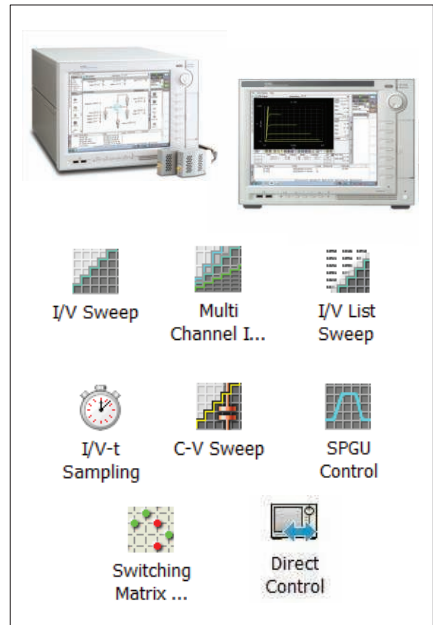 I/V Sweep
Multi
Channel I...
I/V List
Sweep
I/V-t
Sampling
C-V Sweep
SPGU
Control
Switching
Matrix ...
Direct
Control